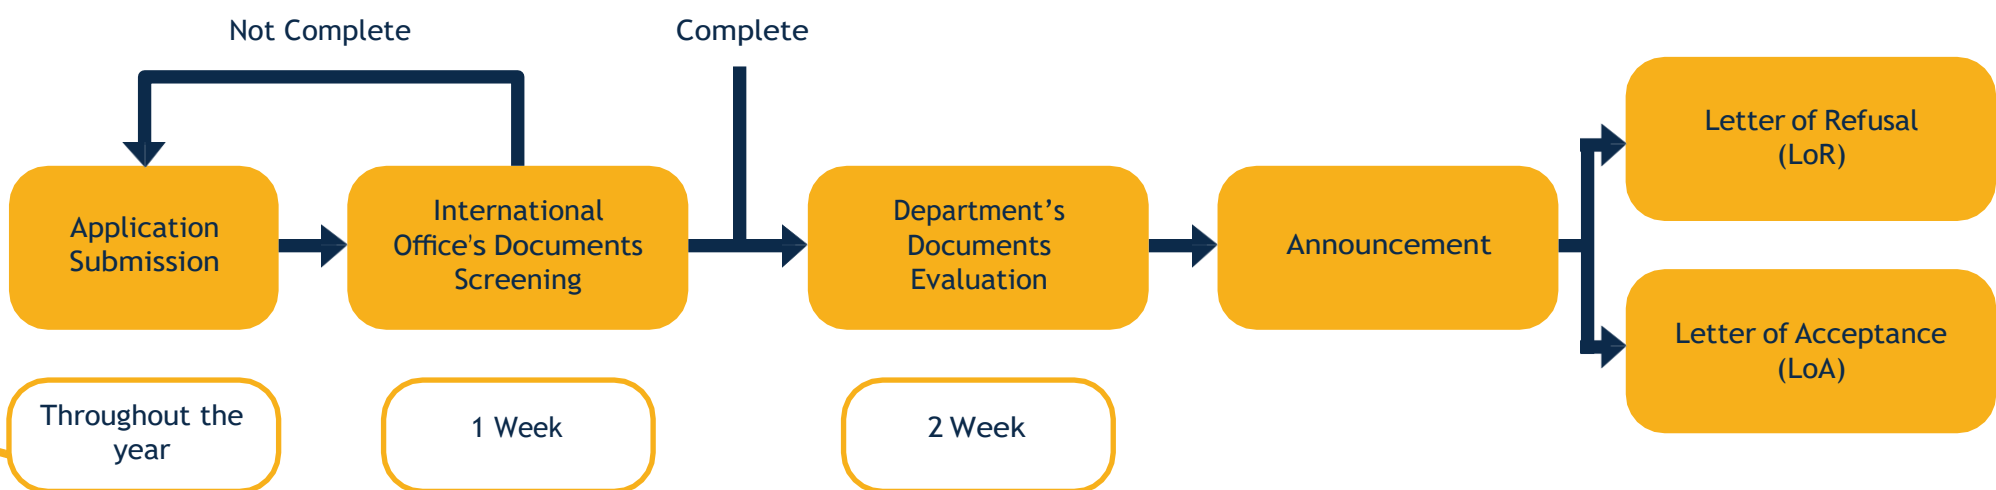 Not Complete
Complete
Application
Submission
International
Office's Documents
Screening
Department’s
Documents
Evaluation
Announcement
Letter of Refusal
(LoR)
Letter of Acceptance
(LoA)
Throughout the
year
1 Week
2 Week